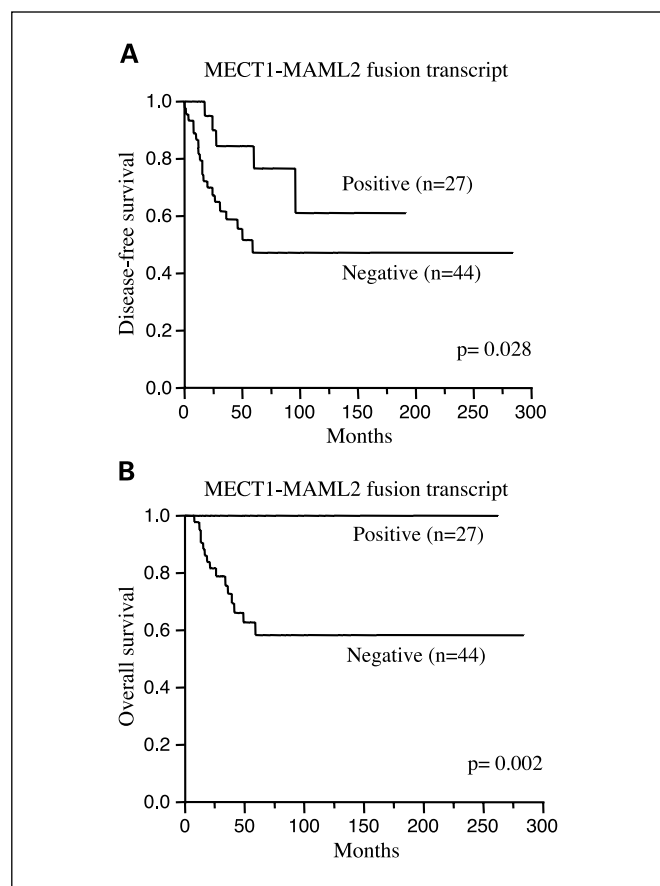 A
MECT1-MAML2 fusion transcript
1.0
0.8
0.6
0.4
0.2
0.0
Disease-free survival
Positive (n=27)
Negative (n=44)
p= 0.028
0 50 100 150 200 250 300
Months
B
MECT1-MAML2 fusion transcript
1.0
0.8
0.6
0.4
0.2
0.0
Overall survival
Positive (n=27)
Negative (n=44)
p= 0.002
0 50 100 150 200 250 300
Months